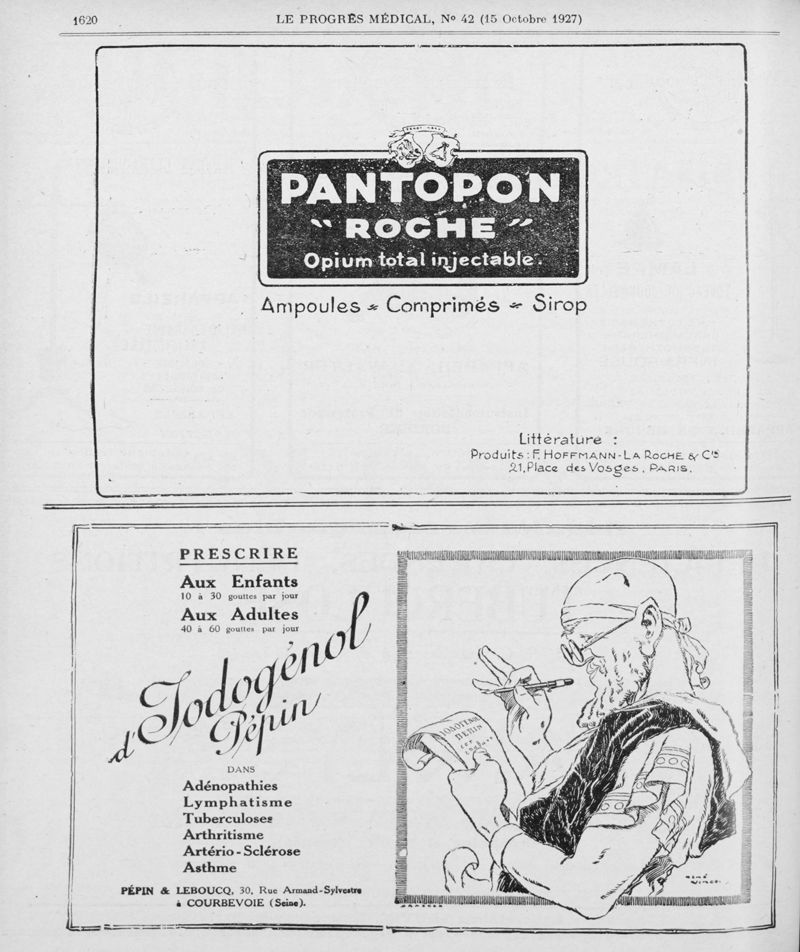 1620
LE PROGRÈS MÉDICAL, N° 42 (15 Octobre 1927)
PANTOPON
"ROCHE"
Opium total injectable.
Ampoules - Comprimés - Sirop
Littérature :
Produits : F. HOFFMANN-LA ROCHE & Cie
21, Place des Vosges, PARIS.
PRESCRIRE
Aux Enfants
10 à 30 gouttes par jour
Aux Adultes
40 à 60 gouttes par jour
d'Iodogénol
Pépin
DANS
Adénopathies
Lymphatisme
Tuberculoses
Arthritisme
Artério-Sclérose
Asthme
PÉPIN & LEBOUCQ, 30, Rue Armand-Sylvestre
à COURBEVOIE (Seine).
PEPIN
RENÉ
VINCENT